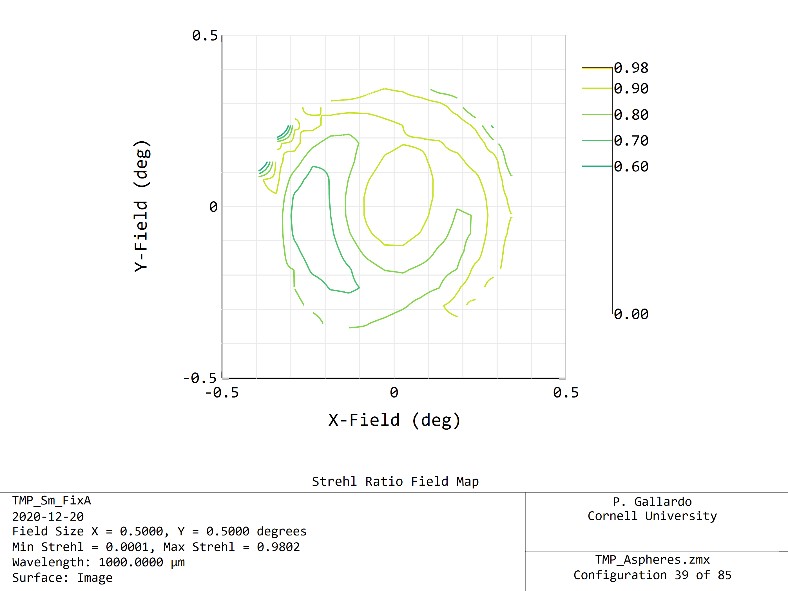 0.5
0
-0.5
-0.5
0
0.5
Y-Field (deg)
X-Field (deg)
0.98
0.90
0.80
0.70
0.60
0.00
Strehl Ratio Field Map
TMP_Sm_FixA
2020-12-20
Field Size X = 0.5000, Y = 0.5000 degrees
Min Strehl = 0.0001, Max Strehl = 0.9802
Wavelength: 1000.0000 µm
Surface: Image
P. Gallardo
Cornell University
TMP_Aspheres.zmx
Configuration 39 of 85